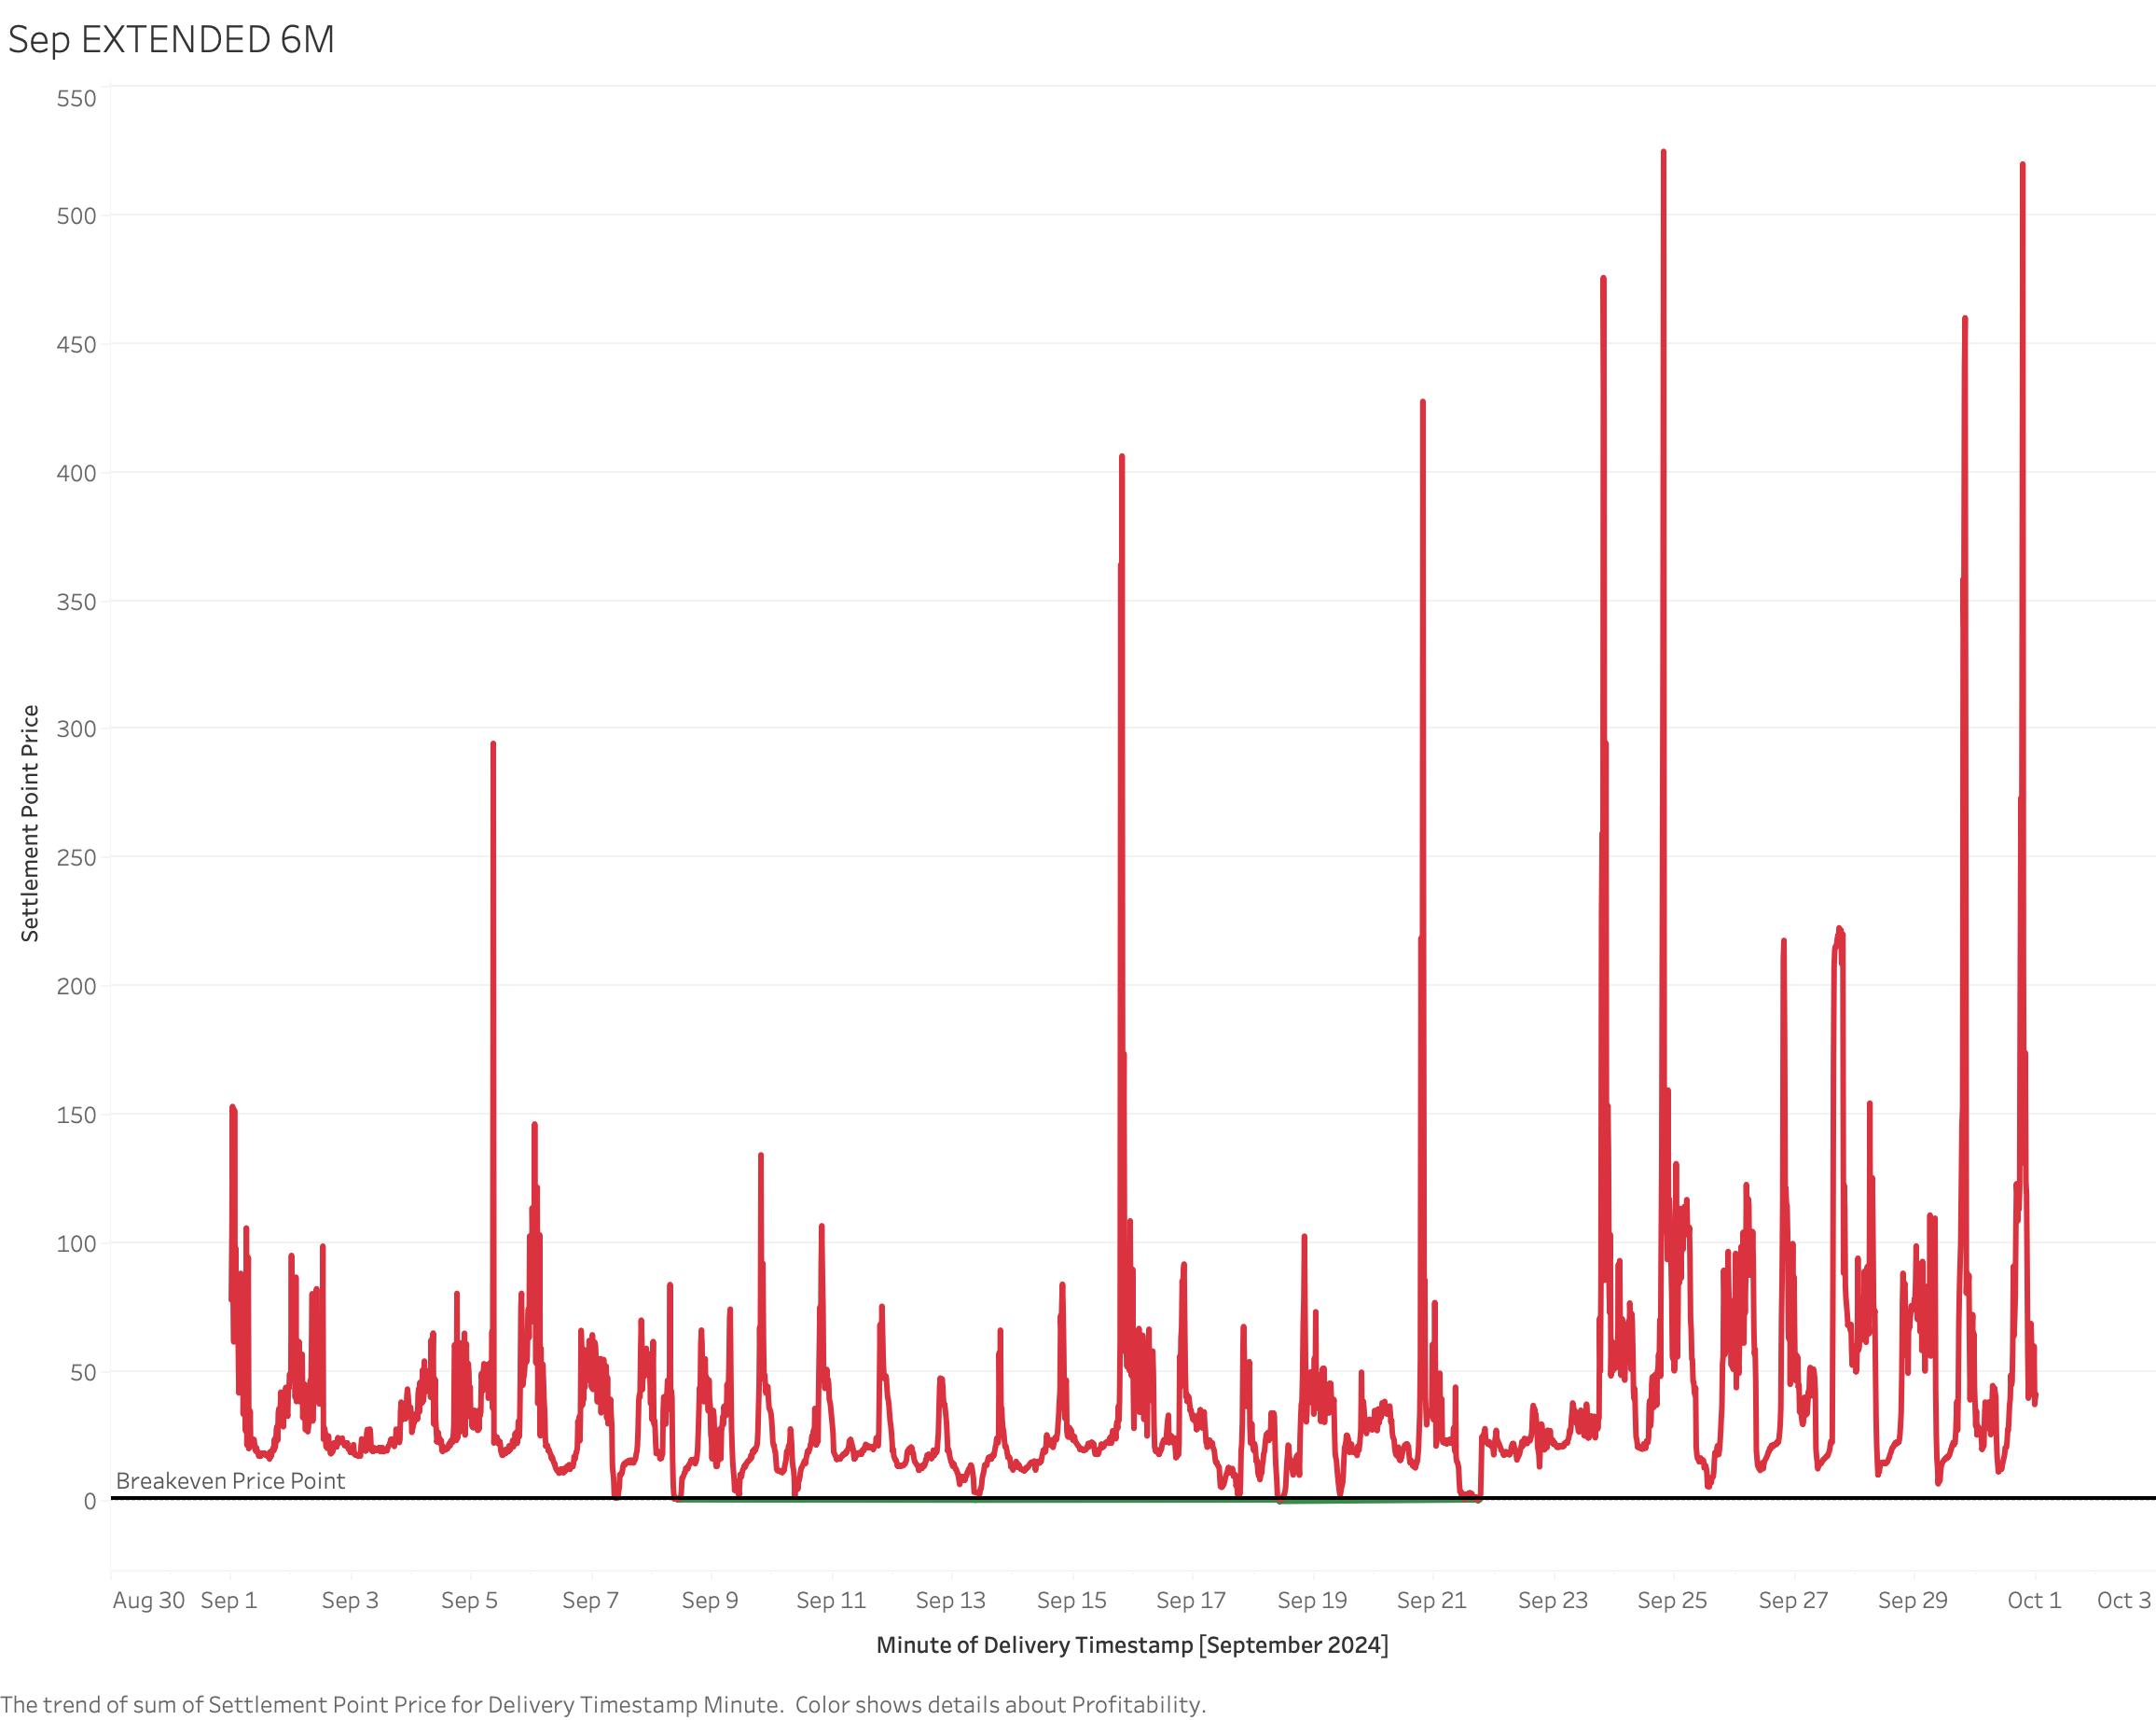 Sep EXTENDED 6M
550
500
450
400
350
300
250
200
150
100
50
0
Settlement Point Price
Breakeven Price Point
Aug 30 Sep 1 Sep 3 Sep 5 Sep 7 Sep 9 Sep 11 Sep 13 Sep 15 Sep 17 Sep 19 Sep 21 Sep 23 Sep 25 Sep 27 Sep 29 Oct 1 Oct 3
Minute of Delivery Timestamp [September 2024]
The trend of sum of Settlement Point Price for Delivery Timestamp Minute.  Color shows details about Profitability.